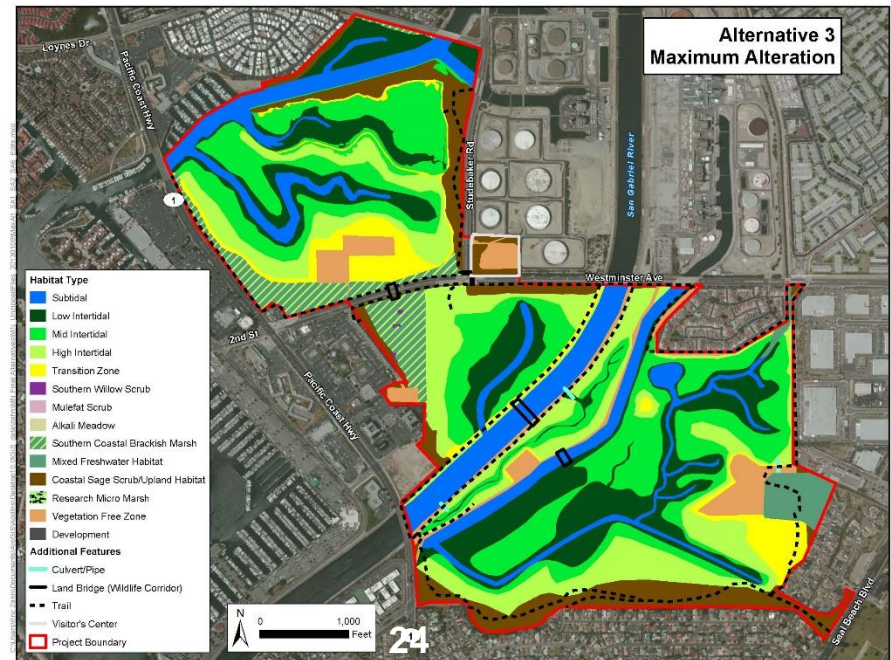 Alternative 3
Maximum Alteration
Loynes Dr
Pacific Coast Hwy
Studebaker Rd
San Gabriel River
1
Westminster Ave
2nd St
Pacific Coast Hwy
Seal Beach Blvd
Habitat Type
Subtidal
Low Intertidal
Mid Intertidal
High Intertidal
Transition Zone
Southern Willow Scrub
Mulefat Scrub
Alkali Meadow
Southern Coastal Brackish Marsh
Mixed Freshwater Habitat
Coastal Sage Scrub/Upland Habitat
Research Micro Marsh
Vegetation Free Zone
Development
Additional Features
Culvert/Pipe
Land Bridge (Wildlife Corridor)
Trail
Visitor's Center
Project Boundary
N
0 1,000
Feet